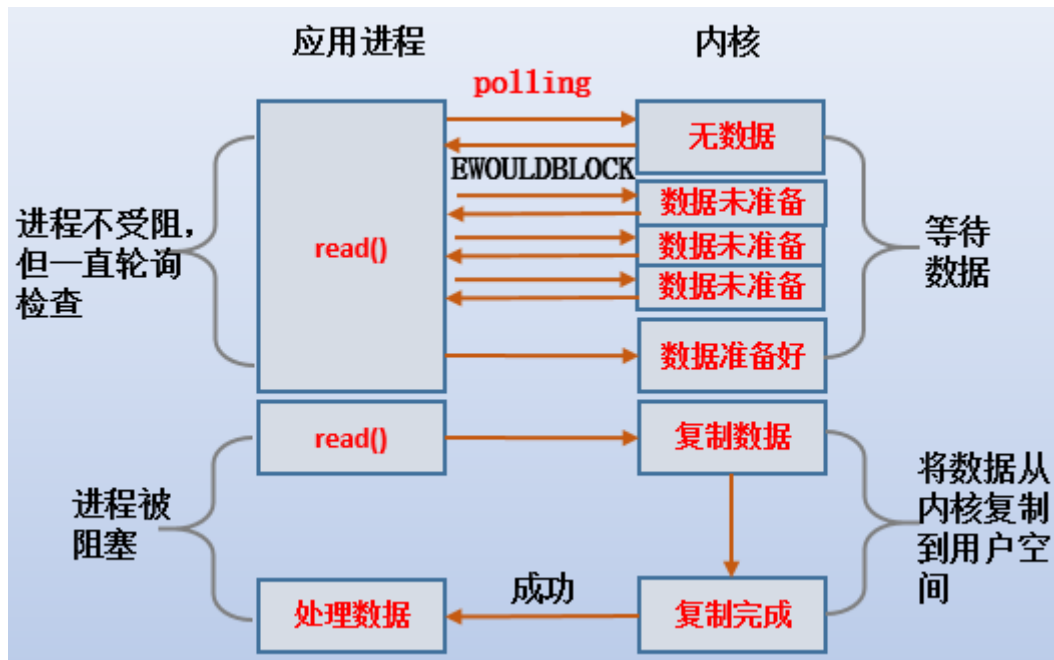 应用进程
内核
polling
无数据
EWOULDBLOCK
数据未准备
read()
数据未准备
数据未准备
进程不受阻，
但一直轮询
检查
等待
数据
数据准备好
read()
复制数据
进程被
阻塞
将数据从
内核复制
到用户空
间
成功
处理数据
复制完成